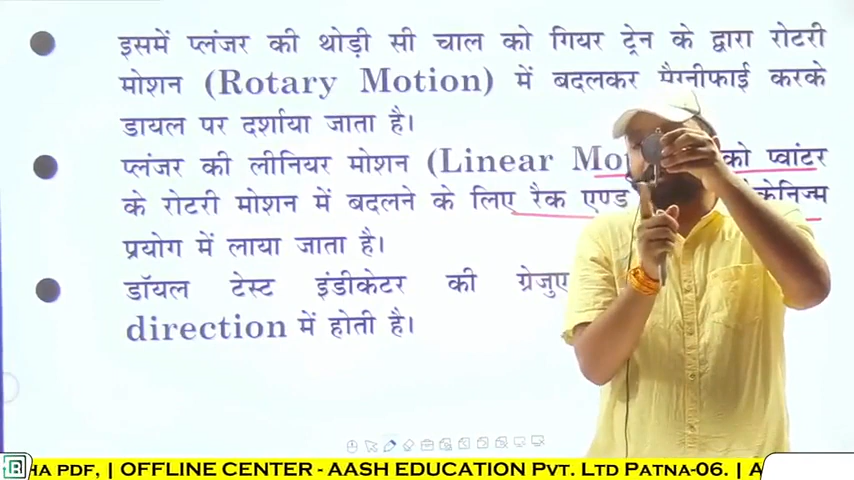 इसमें प्लंजर की थोड़ी सी चाल को गियर ट्रेन के द्वारा रोटरी
मोशन (Rotary Motion) में बदलकर मैग्नीफाई करके
डायल पर दर्शाया जाता है।
प्लंजर की लीनियर मोशन (Linear को प्वांटर
के रोटरी मोशन में बदलने के लिए रैक एण्ड
प्रयोग में लाया जाता है।
डॉयल टेस्ट इंडीकेटर की
direction में होती है।
PDF, | OFFLINE CENTER - AASH EDUCATION PVT. LTD PATNA-06. |